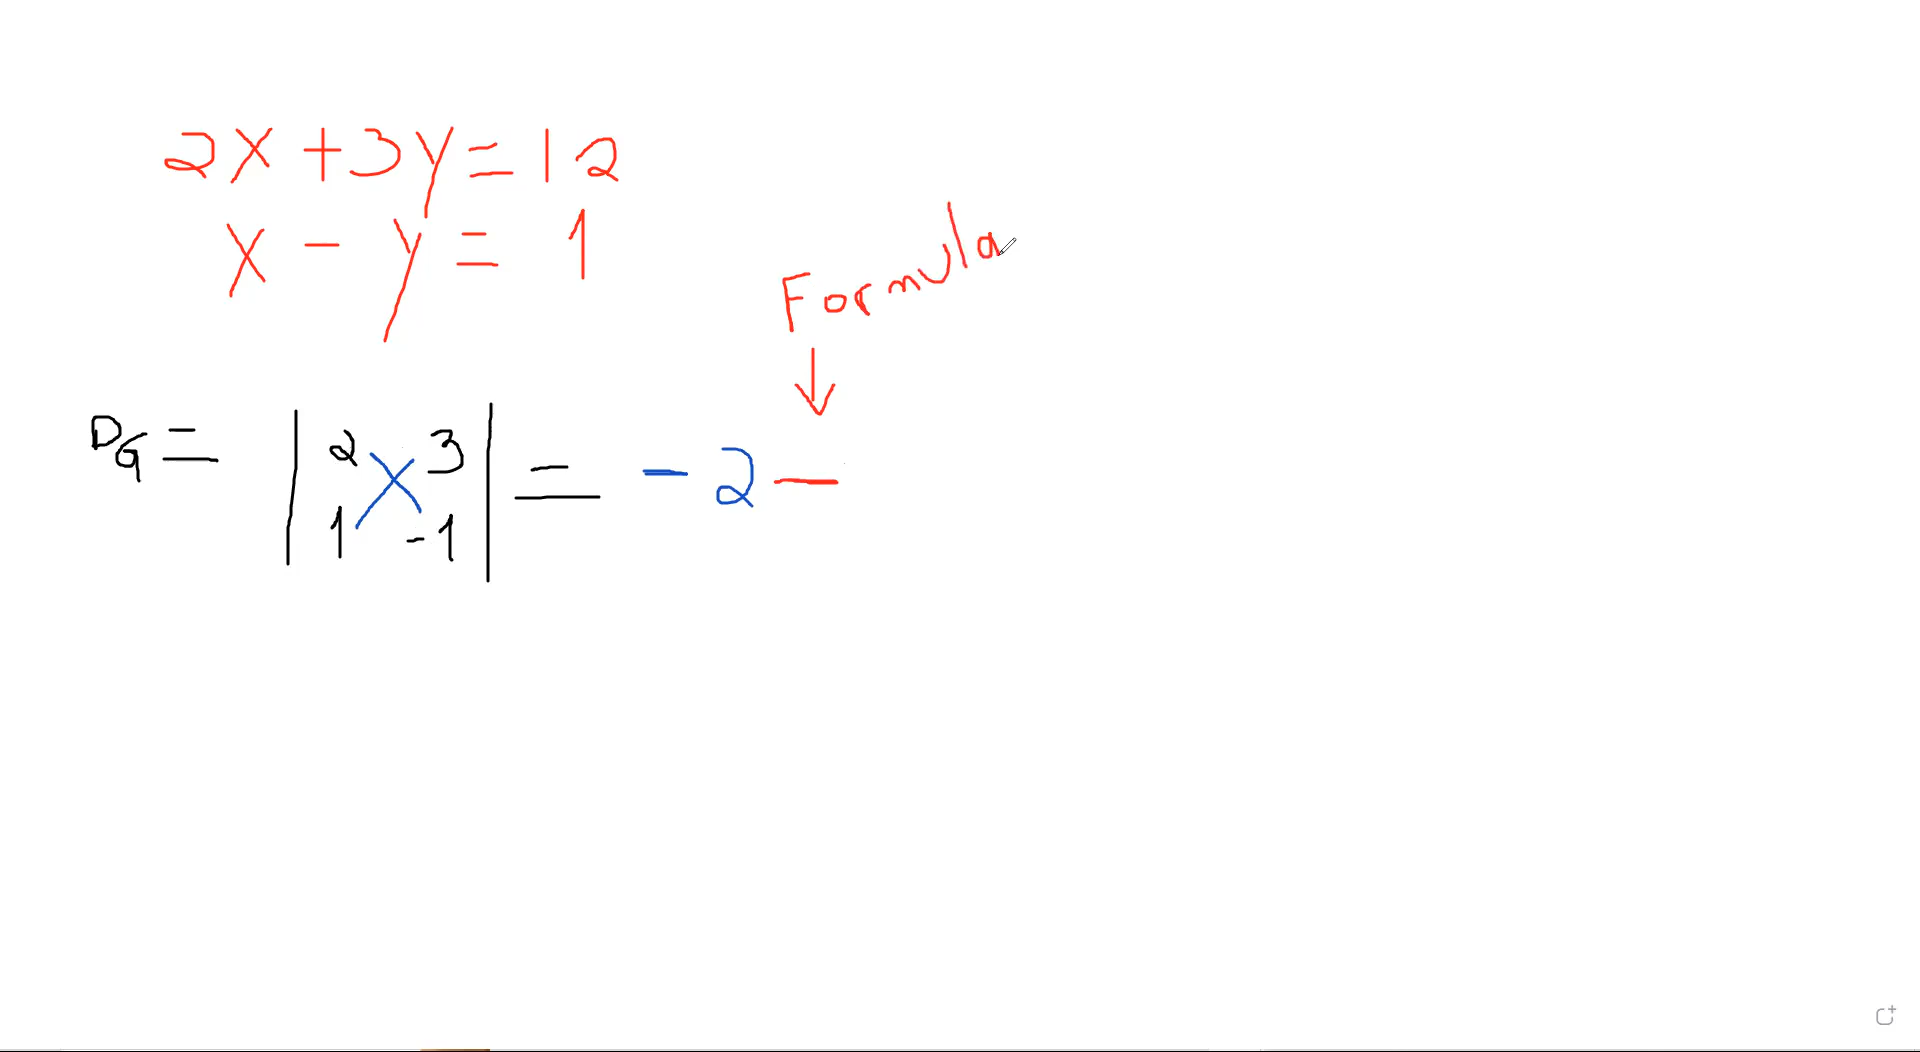 2x + 3y = 12
x - y = 1
Formula
↓
DG = | 2 3 | = - 2 -
| 1 -1 |